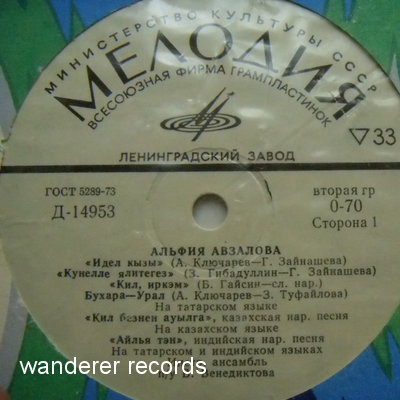 МИНИСТЕРСТВО КУЛЬТУРЫ СССР
МЕЛОДИЯ
ВСЕСОЮЗНАЯ ФИРМА ГРАМПЛАСТИНОК
33
ЛЕНИНГРАДСКИЙ ЗАВОД
ГОСТ 5289-73
вторая гр
Д-14953
0-70
Сторона 1
АЛЬФИЯ АВЗАЛОВА
«Идел кызы» (А. Ключарев—Г. Зайнашева)
«Кунелле ялитегез» (З. Гибадуллин—Г. Зайнашева)
«Кил, иркэм» (Б. Гайсин—сл. нар.)
Бухара—Урал (А. Ключарев—З. Туфайлова)
На татарском языке
«Кил безнен ауылга», казахская нар. песня
На казахском языке
«Айлья тэн», индийская нар. песня
На татарском и индийском языках
ансамбль
п/у В. Венедиктова
wanderer records